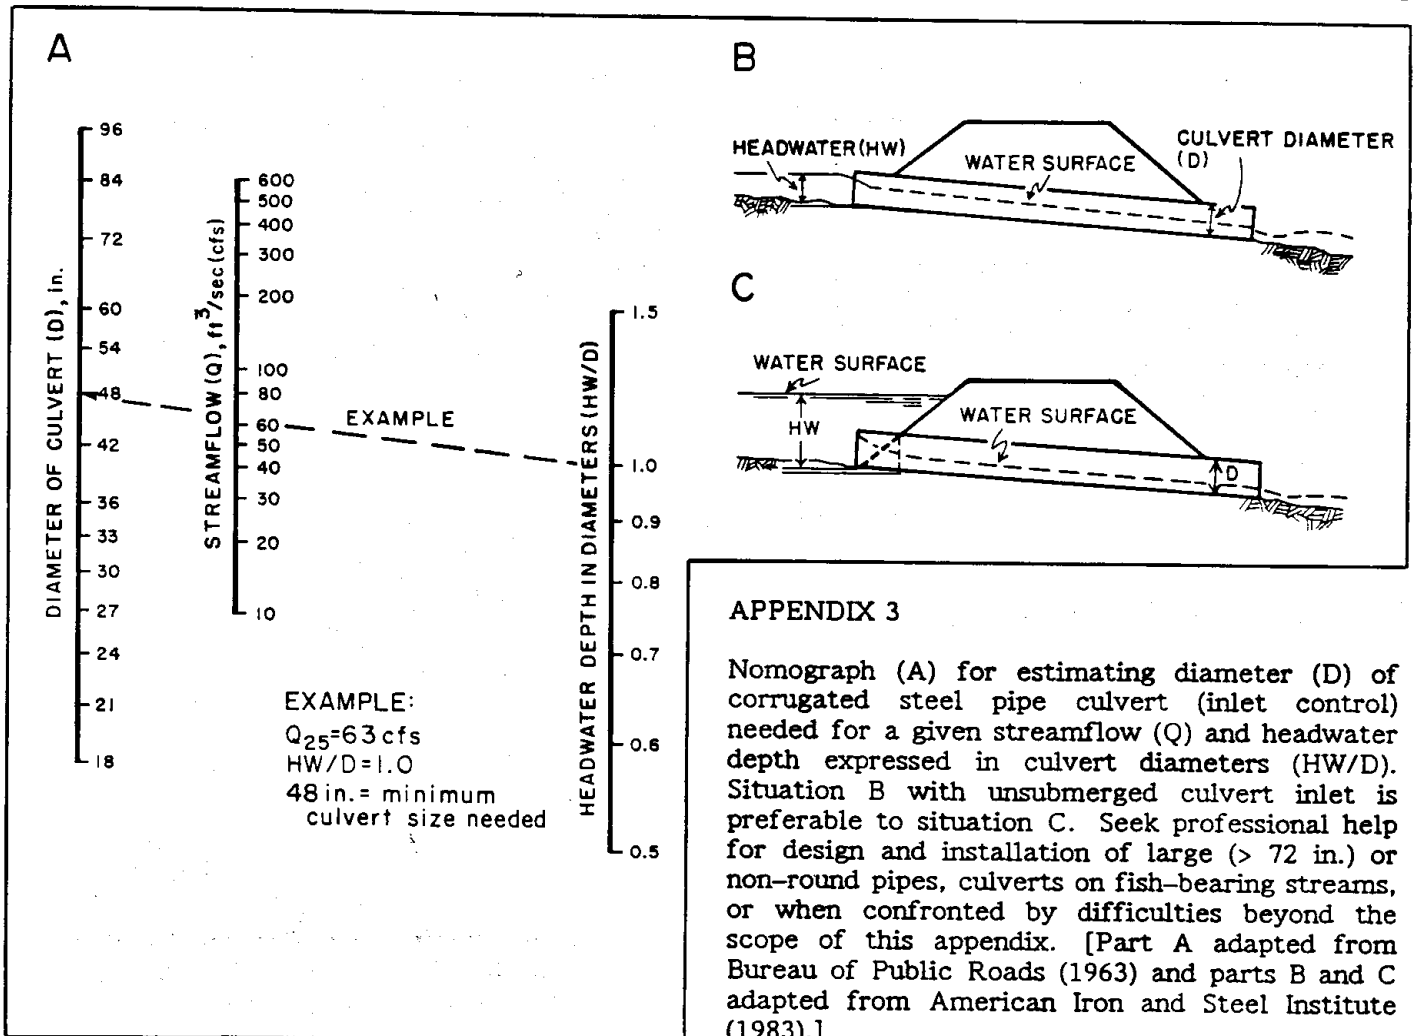 A
DIAMETER OF CULVERT (D), in.
96
84
72
60
54
48
42
36
33
30
27
24
21
18
STREAMFLOW (Q), ft³/sec (cfs)
600
500
400
300
200
100
80
60
50
40
30
20
10
EXAMPLE
HEADWATER DEPTH IN DIAMETERS (HW/D)
1.5
1.0
0.9
0.8
0.7
0.6
0.5
EXAMPLE:
Q25=63 cfs
HW/D=1.0
48 in.= minimum
culvert size needed
B
HEADWATER (HW)
WATER SURFACE
CULVERT DIAMETER
(D)
C
WATER SURFACE
HW
WATER SURFACE
D
APPENDIX 3
Nomograph (A) for estimating diameter (D) of
corrugated steel pipe culvert (inlet control)
needed for a given streamflow (Q) and headwater
depth expressed in culvert diameters (HW/D).
Situation B with unsubmerged culvert inlet is
preferable to situation C. Seek professional help
for design and installation of large (> 72 in.) or
non-round pipes, culverts on fish-bearing streams,
or when confronted by difficulties beyond the
scope of this appendix. [Part A adapted from
Bureau of Public Roads (1963) and parts B and C
adapted from American Iron and Steel Institute
(1983).]